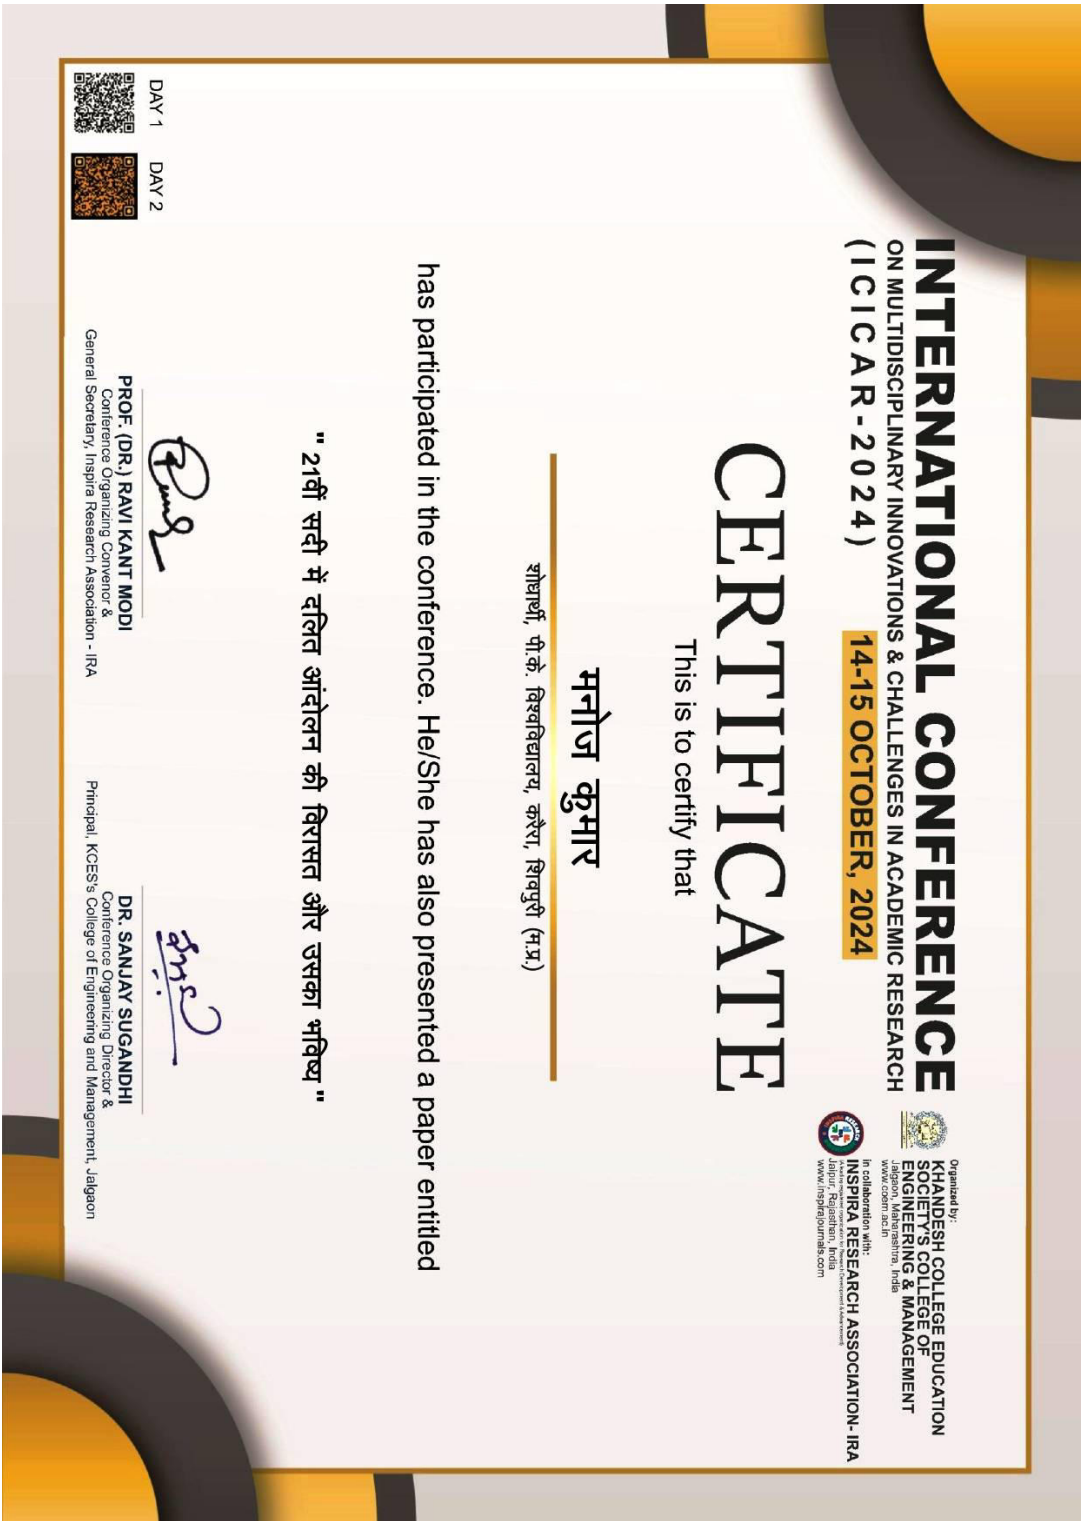 INTERNATIONAL CONFERENCE
ON MULTIDISCIPLINARY INNOVATIONS & CHALLENGES IN ACADEMIC RESEARCH
(ICICAR-2024)
14-15 OCTOBER, 2024
Organized by:
KHANDESH COLLEGE EDUCATION
SOCIETY'S COLLEGE OF
ENGINEERING & MANAGEMENT
Jalgaon, Maharashtra, India
www.coem.ac.in
In collaboration with:
INSPIRA RESEARCH ASSOCIATION- IRA
Jaipur, Rajasthan, India
www.inspirajournals.com
CERTIFICATE
This is to certify that
मनोज कुमार
शोधार्थी, पी.के. विश्वविद्यालय, करैरा, शिवपुरी (म.प्र.)
has participated in the conference. He/She has also presented a paper entitled
" 21वीं सदी में दलित आंदोलन की विरासत और उसका भविष्य "
PROF. (DR.) RAVI KANT MODI
Conference Organizing Convenor &
General Secretary, Inspira Research Association - IRA
DR. SANJAY SUGANDHI
Conference Organizing Director &
Principal, KCES's College of Engineering and Management, Jalgaon
DAY 1
DAY 2